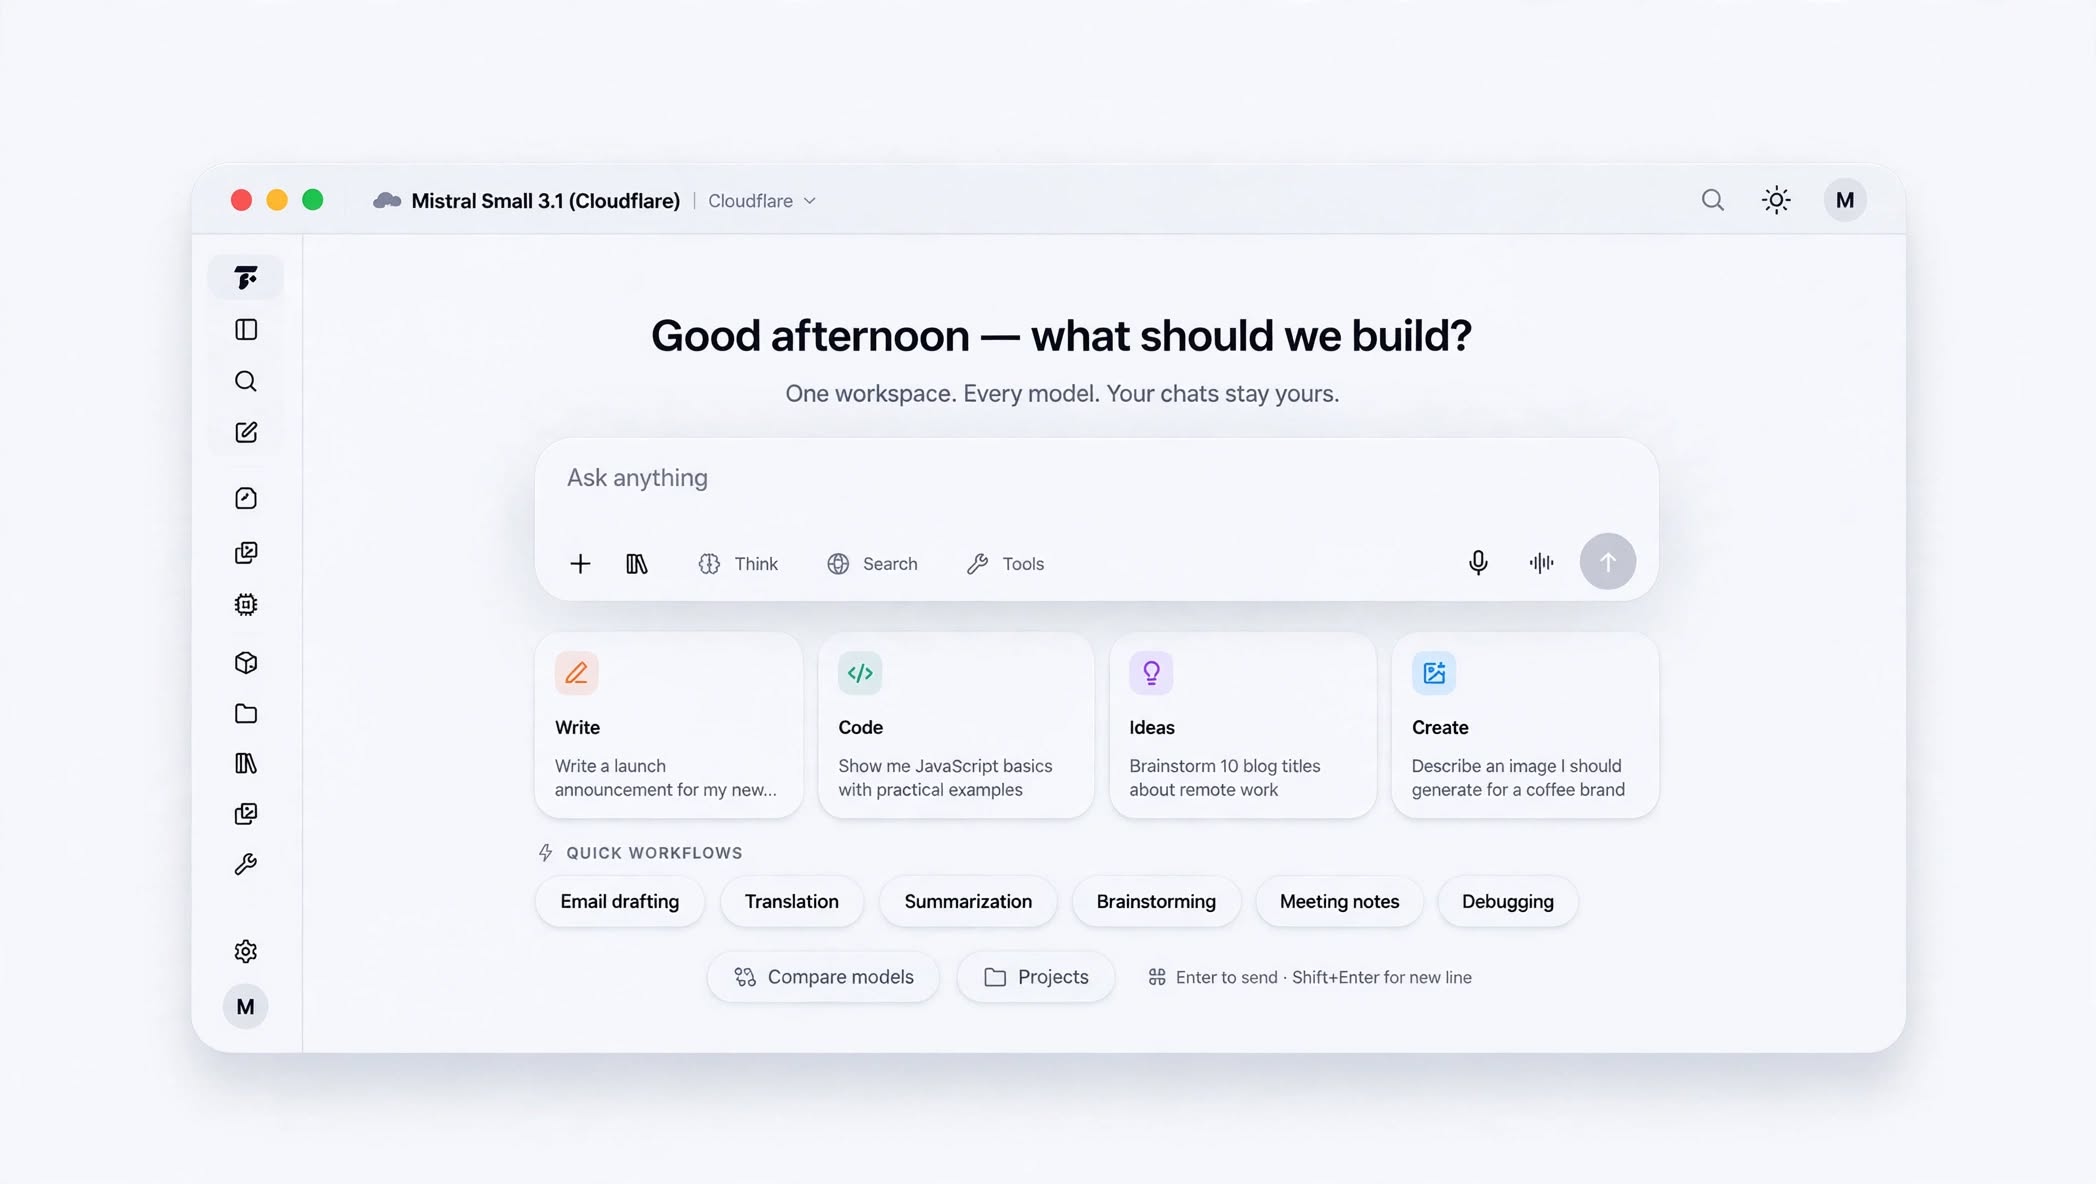 Mistral Small 3.1 (Cloudflare) | Cloudflare
M
Good afternoon — what should we build?
One workspace. Every model. Your chats stay yours.
Ask anything
Think
Search
Tools
Write
Write a launch
announcement for my new...
Code
Show me JavaScript basics
with practical examples
Ideas
Brainstorm 10 blog titles
about remote work
Create
Describe an image I should
generate for a coffee brand
QUICK WORKFLOWS
Email drafting
Translation
Summarization
Brainstorming
Meeting notes
Debugging
Compare models
Projects
Enter to send · Shift+Enter for new line
M